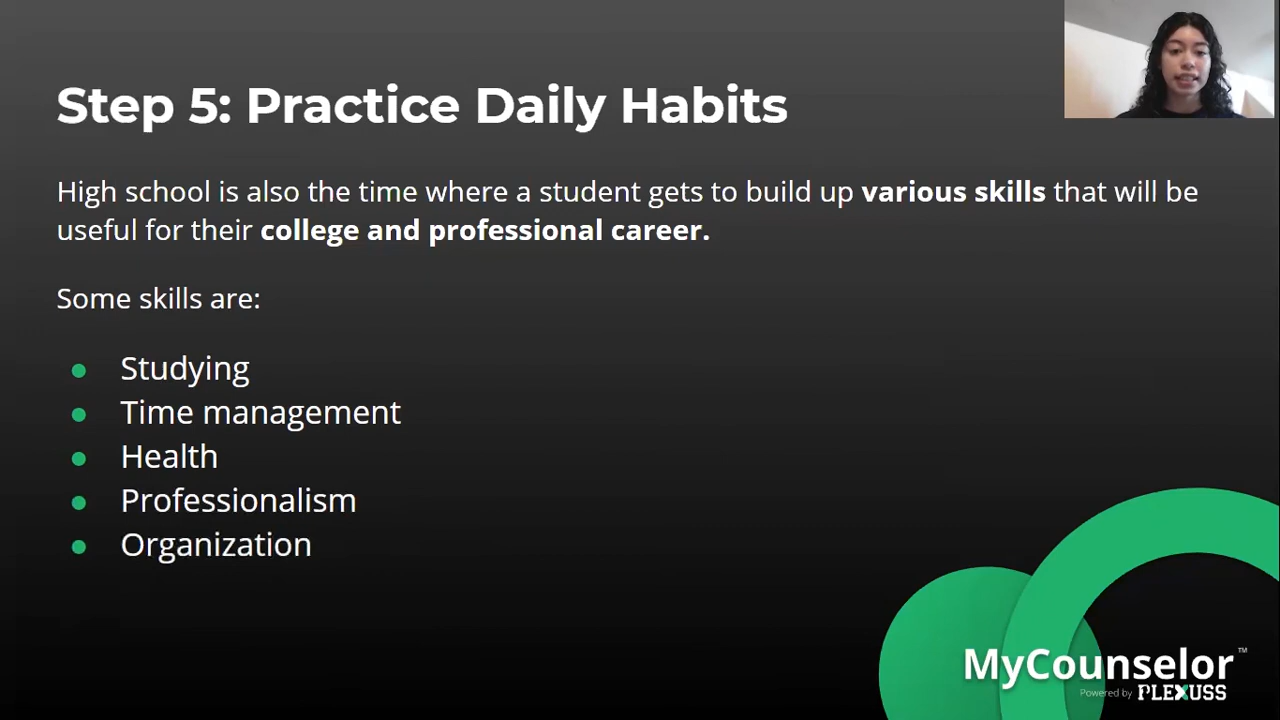 Step 5: Practice Daily Habits
High school is also the time where a student gets to build up various skills that will be
useful for their college and professional career.
Some skills are:
● Studying
● Time management
● Health
● Professionalism
● Organization
MyCounselor™
Powered by PLEXUSS